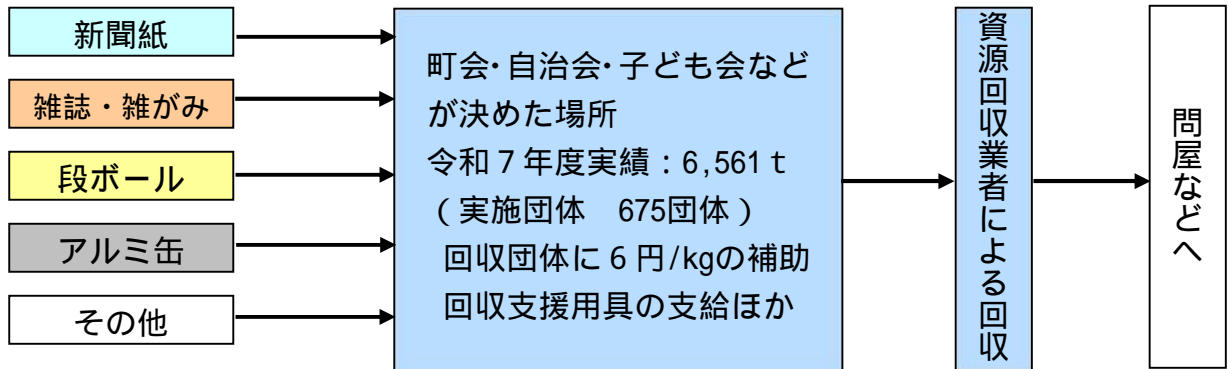 新聞紙
雑誌・雑がみ
段ボール
アルミ缶
その他
町会・自治会・子ども会など
が決めた場所
令和７年度実績：6,561ｔ
（実施団体　675団体）
回収団体に６円/kgの補助
回収支援用具の支給ほか
資源回収業者による回収
問屋などへ